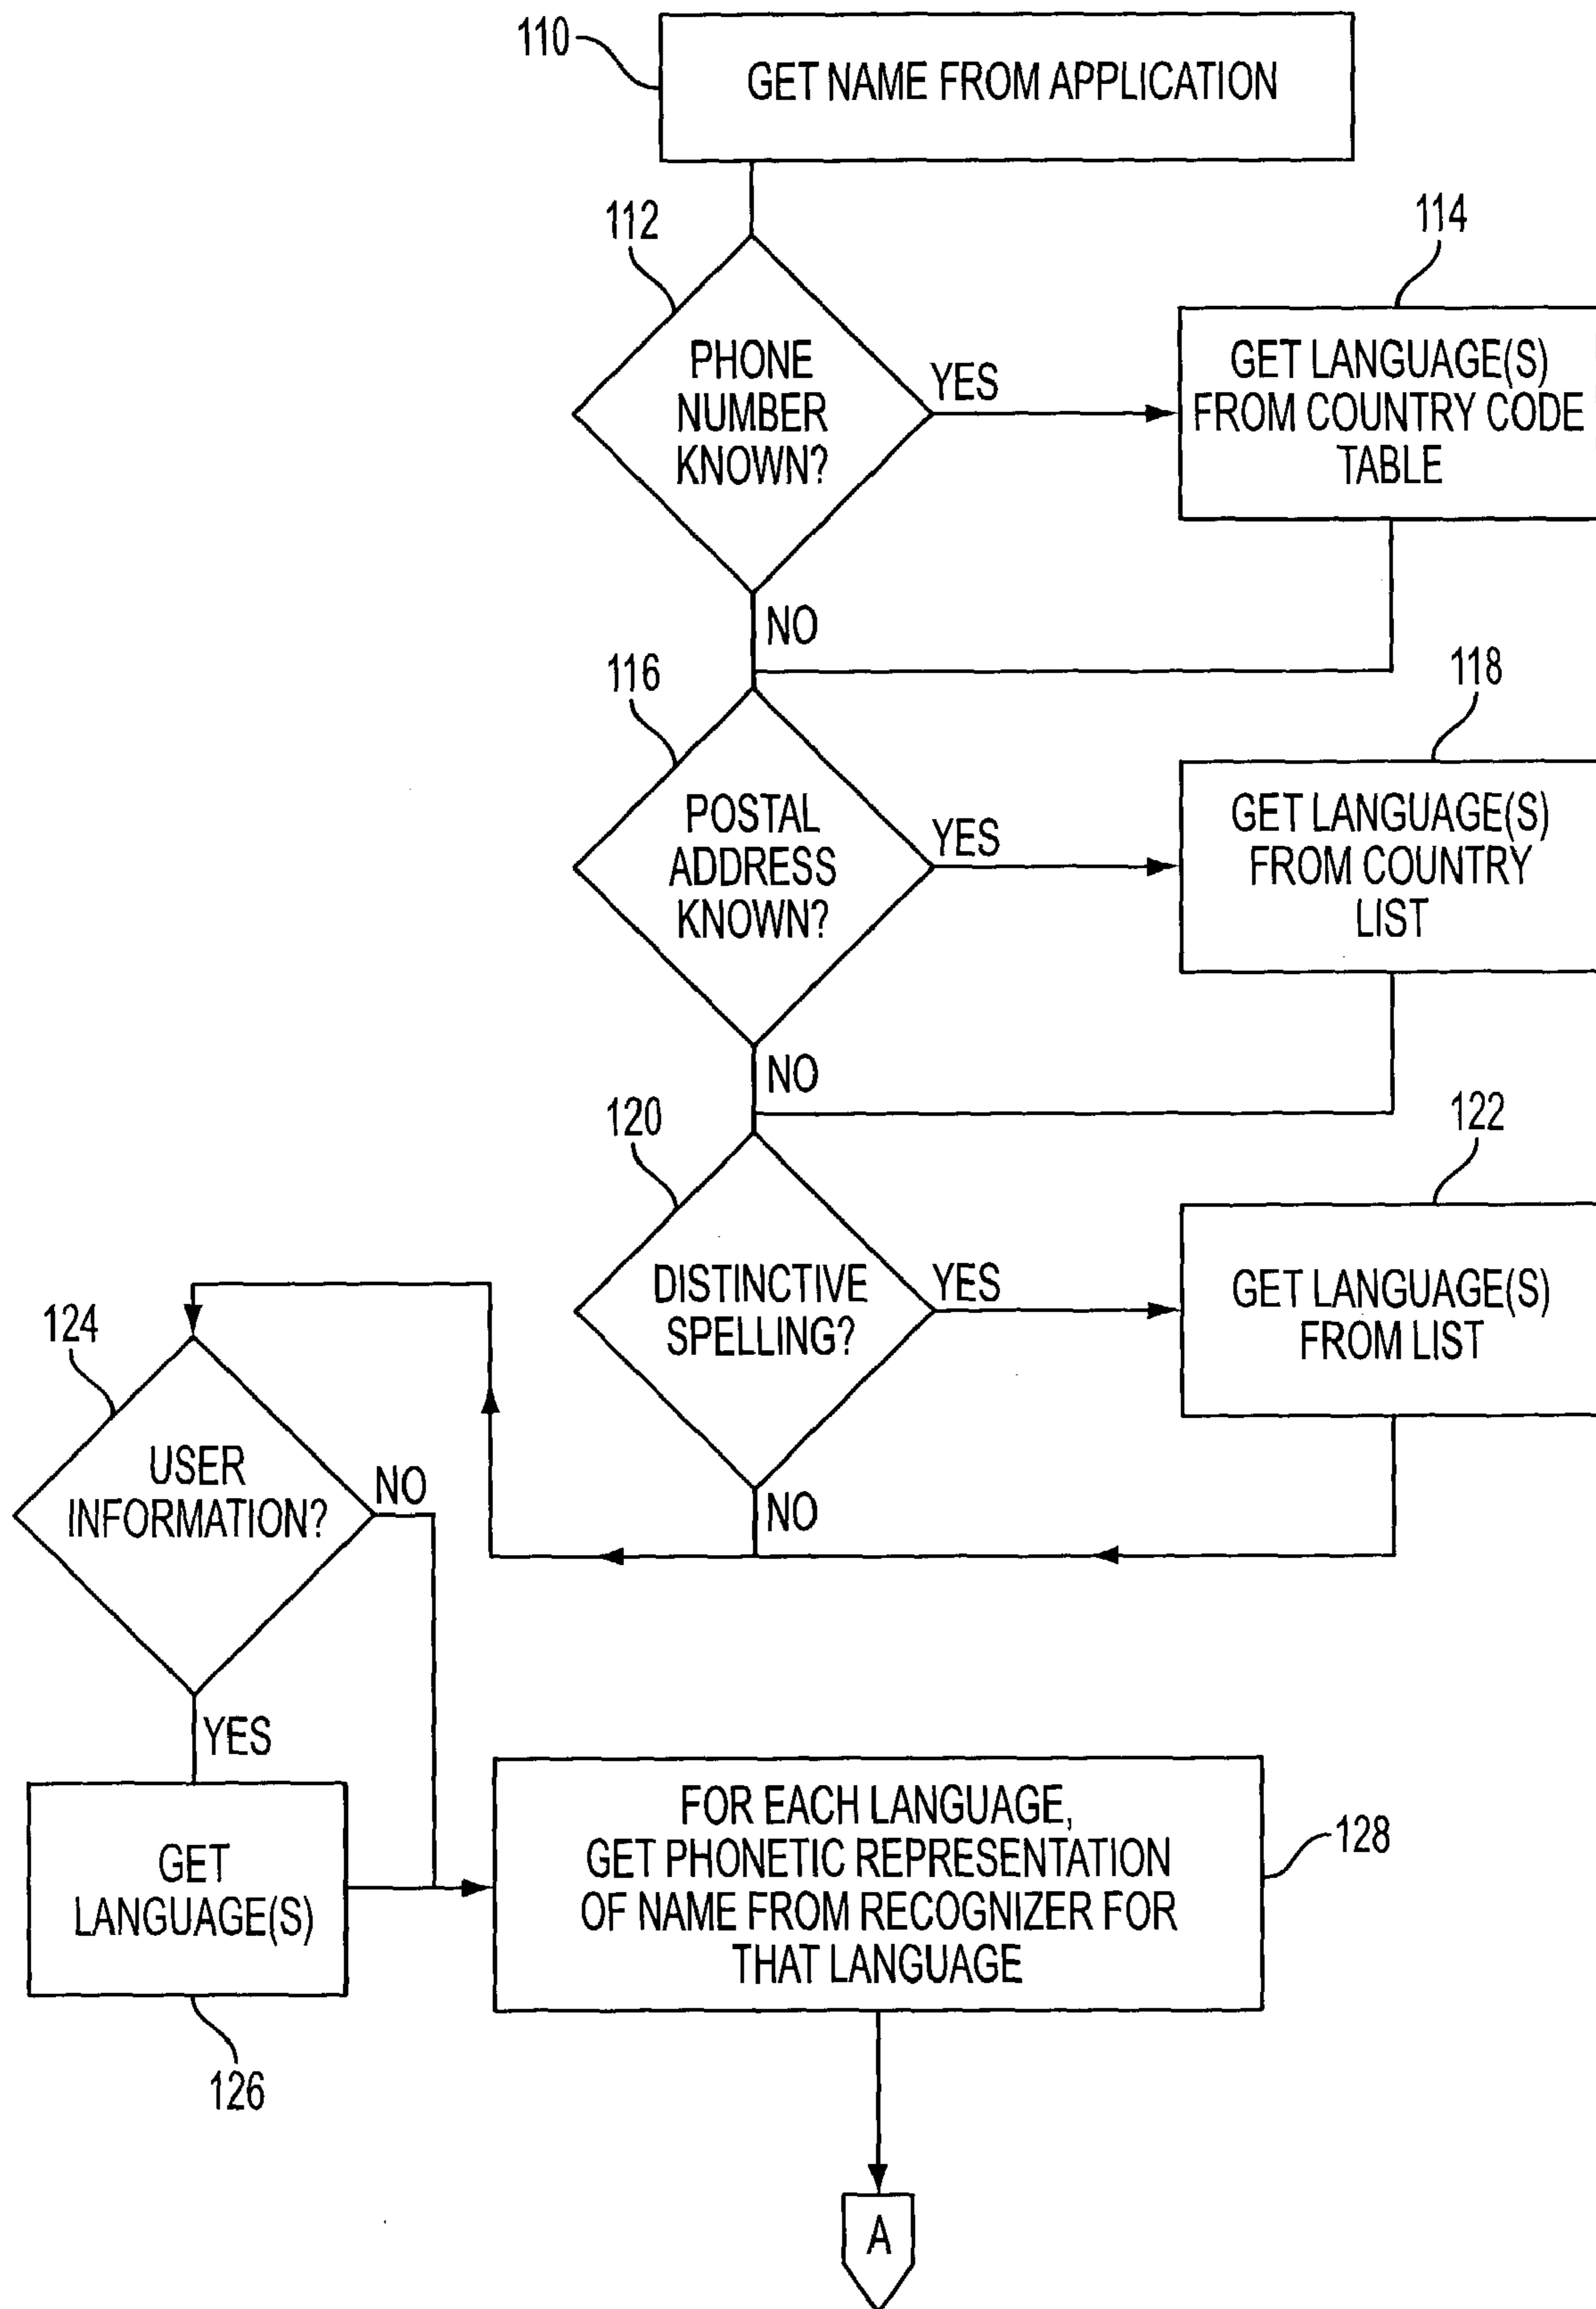 110
GET NAME FROM APPLICATION
112
PHONE
NUMBER
KNOWN?
YES
114
GET LANGUAGE(S)
FROM COUNTRY CODE
TABLE
NO
116
POSTAL
ADDRESS
KNOWN?
YES
118
GET LANGUAGE(S)
FROM COUNTRY
LIST
NO
120
DISTINCTIVE
SPELLING?
YES
122
GET LANGUAGE(S)
FROM LIST
NO
124
USER
INFORMATION?
NO
YES
GET
LANGUAGE(S)
126
FOR EACH LANGUAGE,
GET PHONETIC REPRESENTATION
OF NAME FROM RECOGNIZER FOR
THAT LANGUAGE
128
A